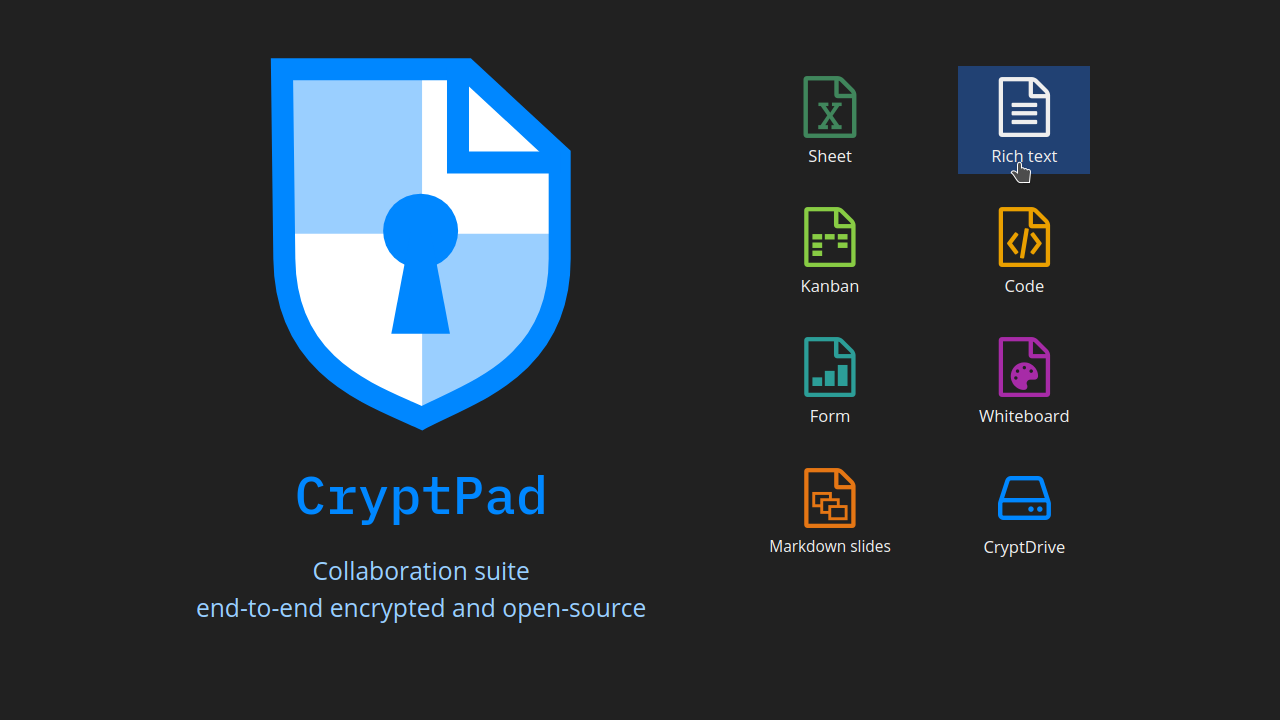 CryptPad
Collaboration suite
end-to-end encrypted and open-source
Sheet
Rich text
Kanban
Code
Form
Whiteboard
Markdown slides
CryptDrive